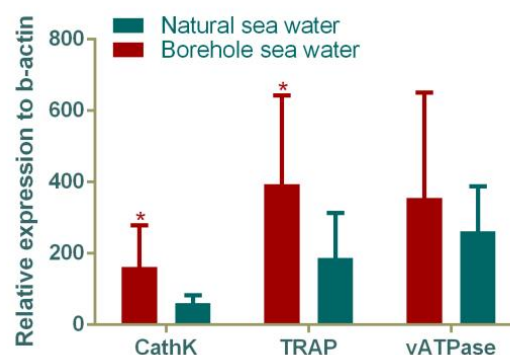 Natural sea water
Borehole sea water
Relative expression to b-actin
800
600
400
200
0
*
*
CathK
TRAP
vATPase